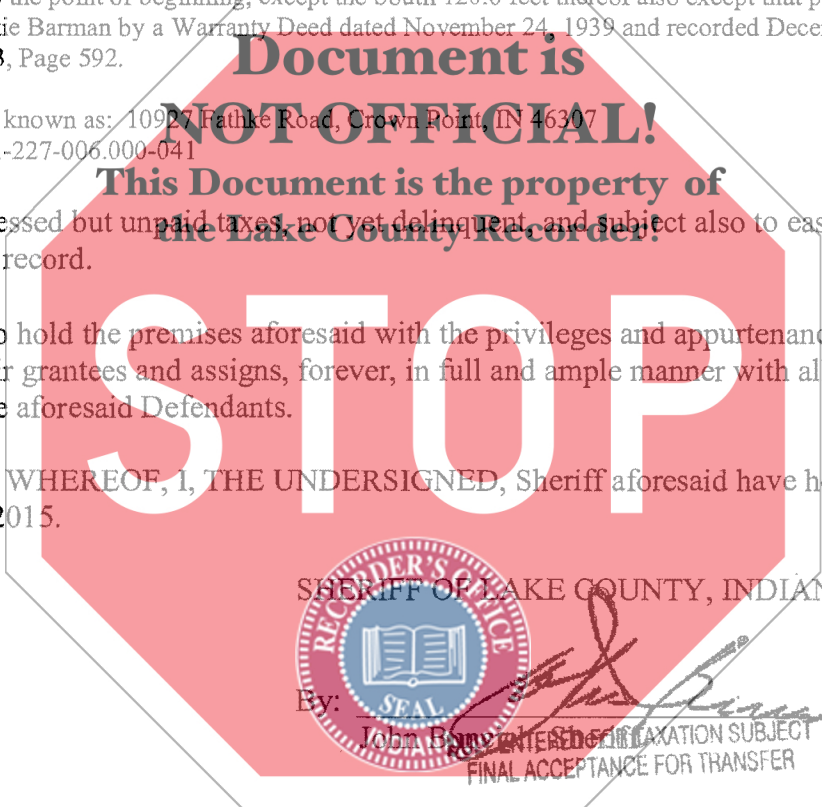 the point of beginning, except the South 120.0 feet thereof also except that p
ie Barman by a Warranty Deed dated November 24, 1939 and recorded Dece
, Page 592.
Document is
known as: 10927 Fathke Road, Crown Point, IN 46307
NOT OFFICIAL!
-227-006.000-041
This Document is the property of
essed but unpaid taxes, not yet delinquent, and subject also to eas
the Lake County Recorder!
record.
STOP
o hold the premises aforesaid with the privileges and appurtenanc
r grantees and assigns, forever, in full and ample manner with al
e aforesaid Defendants.
WHEREOF, I, THE UNDERSIGNED, Sheriff aforesaid have h
2015.
RECORDER'S OFFICE
SEAL
SHERIFF OF LAKE COUNTY, INDIAN
By:
John Sheriff
TAXATION SUBJECT
FINAL ACCEPTANCE FOR TRANSFER